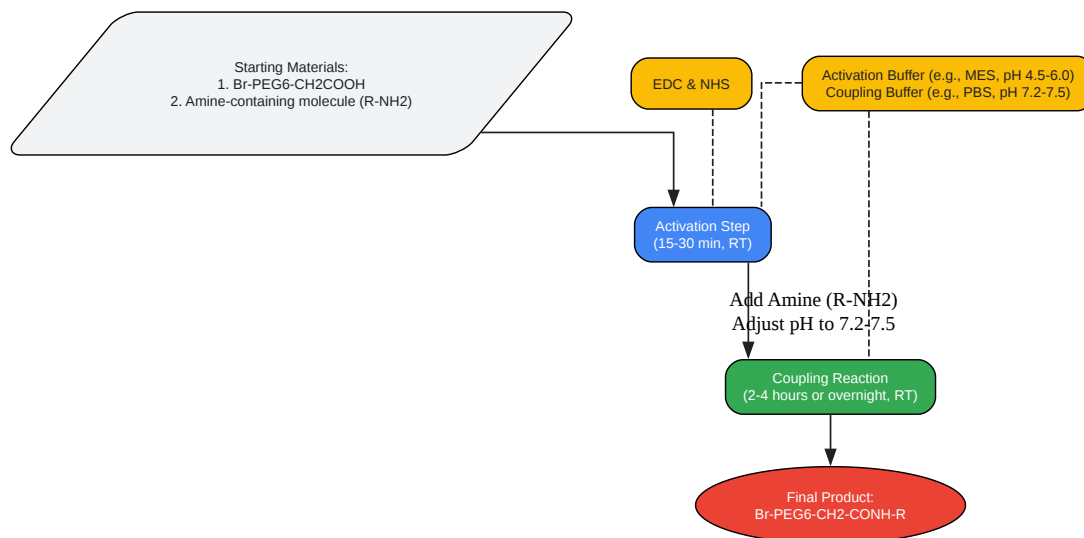 Starting Materials:
1. Br-PEG6-CH2COOH
2. Amine-containing molecule (R-NH2)
EDC & NHS
Activation Buffer (e.g., MES, pH 4.5-6.0)
Coupling Buffer (e.g., PBS, pH 7.2-7.5)
Activation Step
(15-30 min, RT)
Add Amine (R-NH2)
Adjust pH to 7.2-7.5
Coupling Reaction
(2-4 hours or overnight, RT)
Final Product:
Br-PEG6-CH2-CONH-R